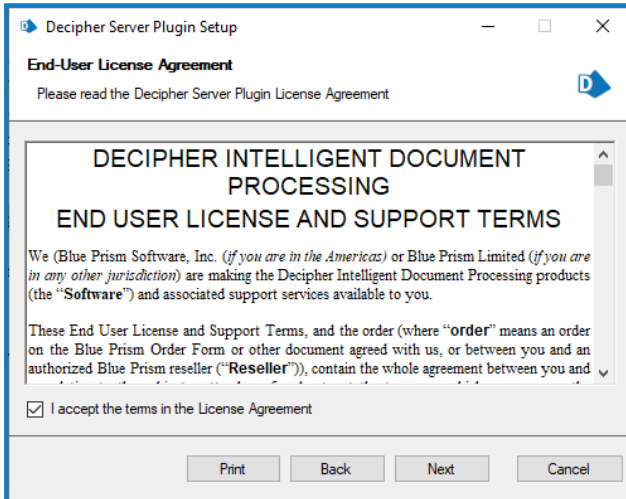 Decipher Server Plugin Setup
End-User License Agreement
Please read the Decipher Server Plugin License Agreement
D
DECIPHER INTELLIGENT DOCUMENT
PROCESSING
END USER LICENSE AND SUPPORT TERMS
We (Blue Prism Software, Inc. (if you are in the Americas) or Blue Prism Limited (if you are
in any other jurisdiction) are making the Decipher Intelligent Document Processing products
(the “Software”) and associated support services available to you.
These End User License and Support Terms, and the order (where “order” means an order
on the Blue Prism Order Form or other document agreed with us, or between you and an
authorized Blue Prism reseller (“Reseller”)), contain the whole agreement between you and
I accept the terms in the License Agreement
Print Back Next Cancel